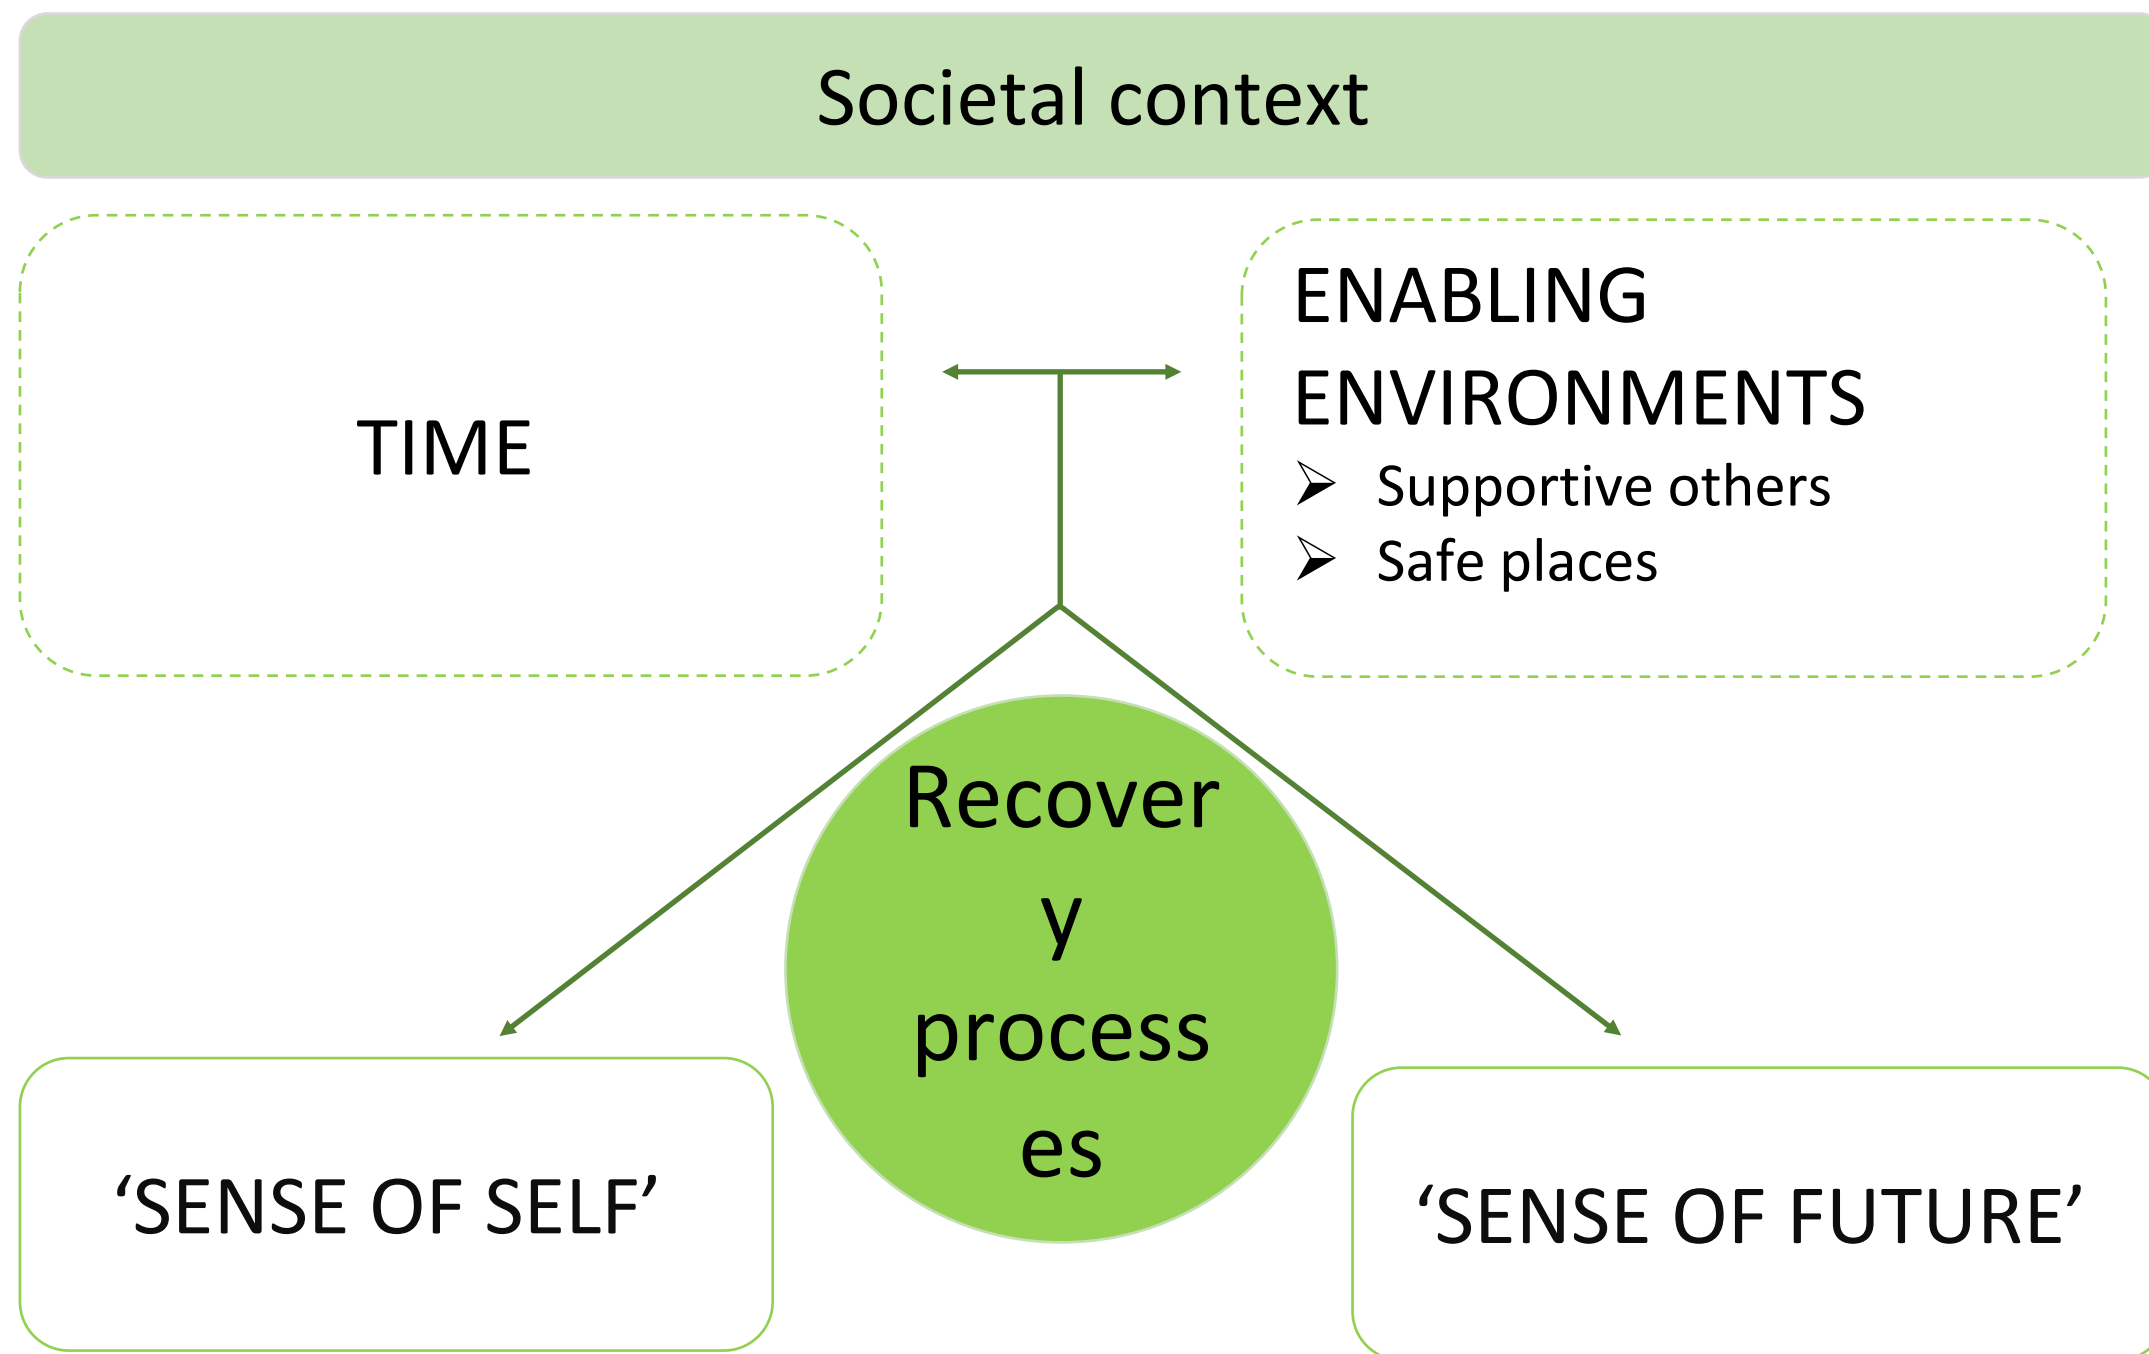 Societal context
TIME
ENABLING
ENVIRONMENTS
Supportive others
Safe places
Recover
y
process
es
‘SENSE OF SELF’
‘SENSE OF FUTURE’